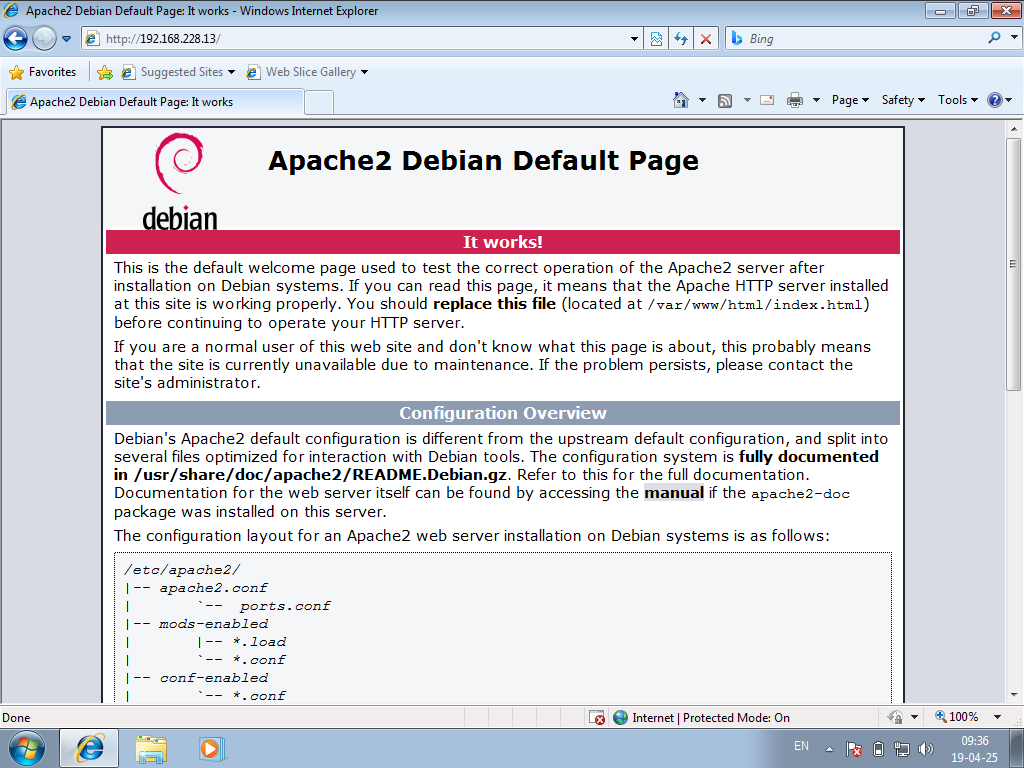 Apache2 Debian Default Page: It works - Windows Internet Explorer
http://192.168.228.13/
Bing
Favorites Suggested Sites Web Slice Gallery
Apache2 Debian Default Page: It works
Page Safety Tools
debian
Apache2 Debian Default Page
It works!
This is the default welcome page used to test the correct operation of the Apache2 server after
installation on Debian systems. If you can read this page, it means that the Apache HTTP server installed
at this site is working properly. You should replace this file (located at /var/www/html/index.html)
before continuing to operate your HTTP server.
If you are a normal user of this web site and don't know what this page is about, this probably means
that the site is currently unavailable due to maintenance. If the problem persists, please contact the
site's administrator.
Configuration Overview
Debian's Apache2 default configuration is different from the upstream default configuration, and split into
several files optimized for interaction with Debian tools. The configuration system is fully documented
in /usr/share/doc/apache2/README.Debian.gz. Refer to this for the full documentation.
Documentation for the web server itself can be found by accessing the manual if the apache2-doc
package was installed on this server.
The configuration layout for an Apache2 web server installation on Debian systems is as follows:
/etc/apache2/
|-- apache2.conf
|       `--  ports.conf
|-- mods-enabled
|       |-- *.load
|       `-- *.conf
|-- conf-enabled
|       `-- *.conf
Done
Internet | Protected Mode: On
100%
EN
09:36
19-04-25